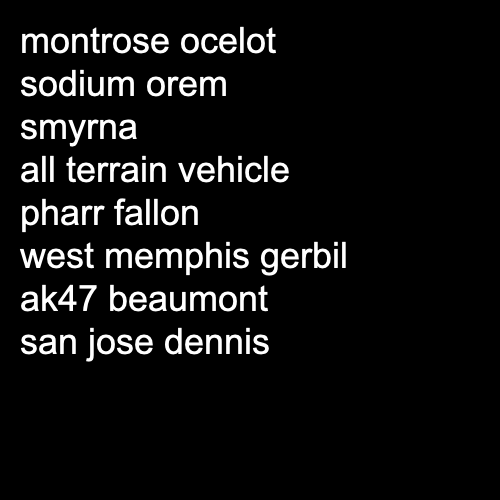 montrose ocelot
sodium orem
smyrna
all terrain vehicle
pharr fallon
west memphis gerbil
ak47 beaumont
san jose dennis